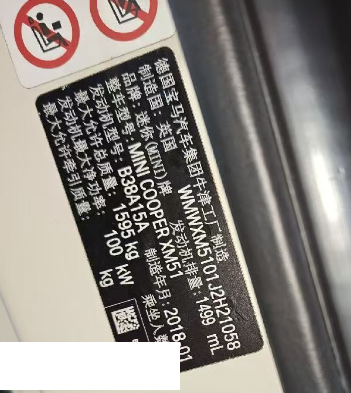 德国宝马汽车集团牛津工厂制造
制造国：英国 WMWXM5101J2H21058
品牌：迷你(MINI)牌 发动机排量：1499 mL
整车型号：MINI COOPER XM51 制造年月：2018.01
发动机型号：B38A15A 乘坐人数
最大允许总质量：1595 kg
发动机最大净功率：100 kW
最大允许牵引质量： kg